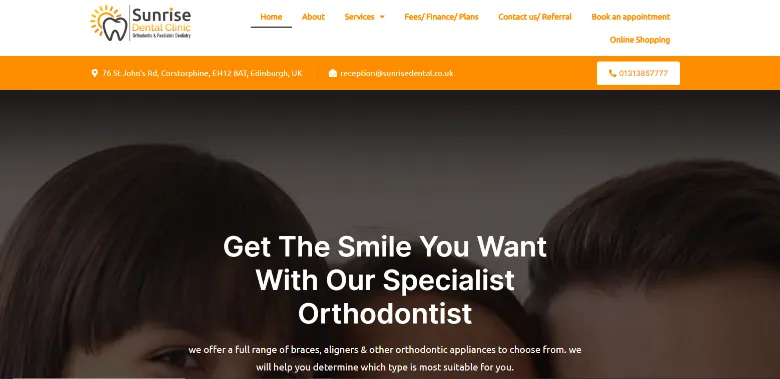 Sunrise
Dental Clinic
Orthodontic & Paediatric Dentistry
Home About Services Fees/ Finance/ Plans Contact us/ Referral Book an appointment
Online Shopping
76 St John's Rd, Corstorphine, EH12 8AT, Edinburgh, UK reception@sunrisedental.co.uk 01313857777
Get The Smile You Want
With Our Specialist
Orthodontist
we offer a full range of braces, aligners & other orthodontic appliances to choose from. we
will help you determine which type is most suitable for you.